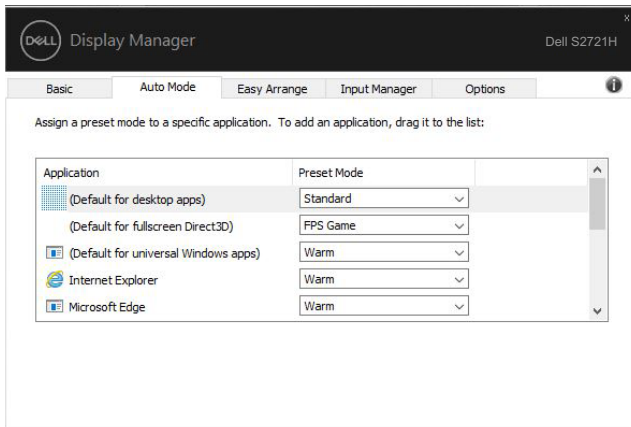 DELL Display Manager
x
Dell S2721H
Basic Auto Mode Easy Arrange Input Manager Options
Assign a preset mode to a specific application. To add an application, drag it to the list:
Application Preset Mode
(Default for desktop apps) Standard
(Default for fullscreen Direct3D) FPS Game
(Default for universal Windows apps) Warm
Internet Explorer Warm
Microsoft Edge Warm